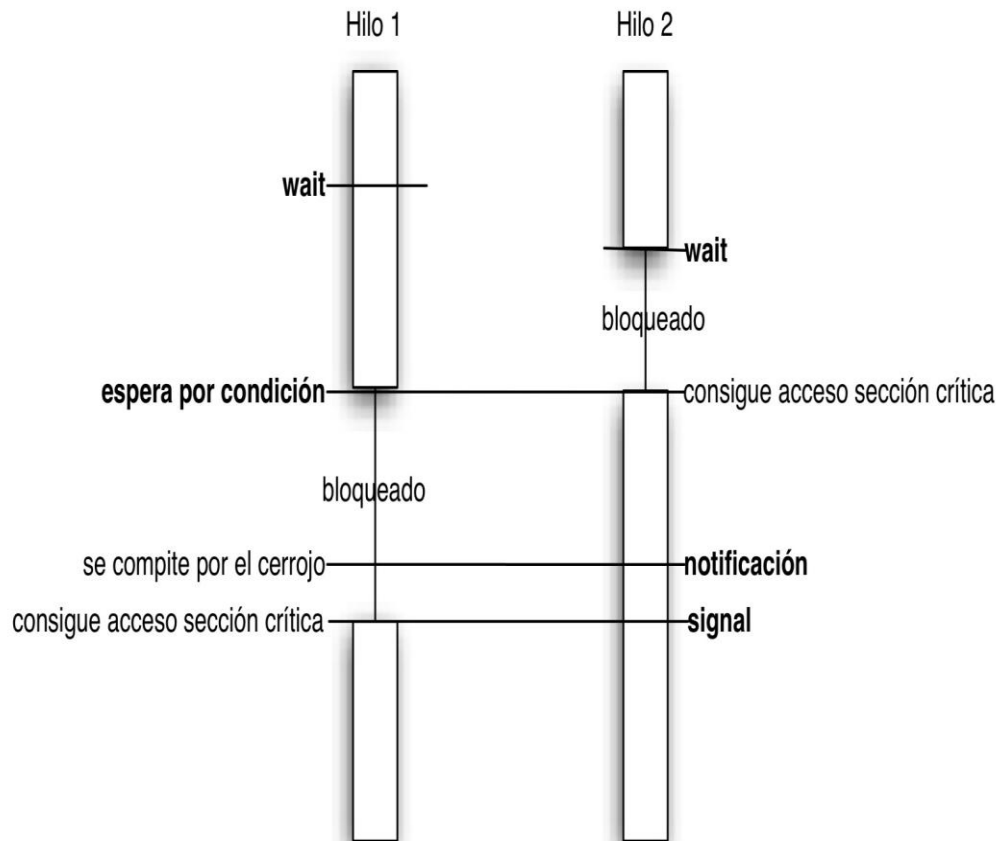 Hilo 1
Hilo 2
wait
wait
bloqueado
espera por condición
consigue acceso sección crítica
bloqueado
se compite por el cerrojo
notificación
consigue acceso sección crítica
signal